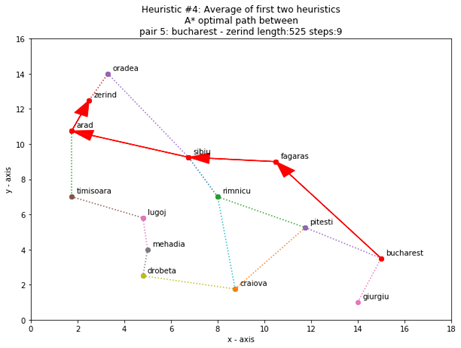 Heuristic #4: Average of first two heuristics
A* optimal path between
pair 5: bucharest - zerind length:525 steps:9
16
14
12
10
8
6
4
2
0
y - axis
oradea
zerind
arad
sibiu
fagaras
timisoara
rimnicu
lugoj
pitesti
mehadia
bucharest
drobeta
craiova
giurgiu
0 2 4 6 8 10 12 14 16 18
x - axis